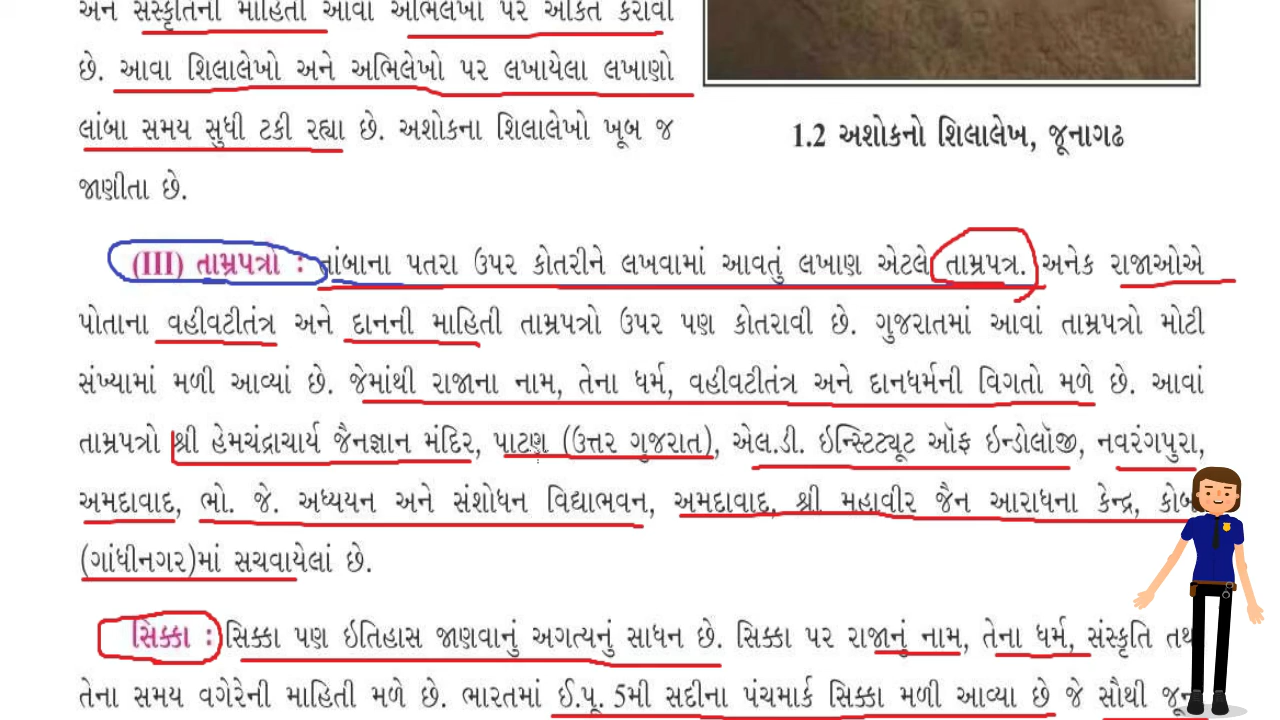 અને સંસ્કૃતિની માહિતી આવા અભિલેખો પર અંકિત કરાવી
છે. આવા શિલાલેખો અને અભિલેખો પર લખાયેલા લખાણો
લાંબા સમય સુધી ટકી રહ્યા છે. અશોકના શિલાલેખો ખૂબ જ
જાણીતા છે.
1.2 અશોકનો શિલાલેખ, જૂનાગઢ
(III) તામ્રપત્રો : તાંબાના પતરા ઉપર કોતરીને લખવામાં આવતું લખાણ એટલે તામ્રપત્ર. અનેક રાજાઓએ
પોતાના વહીવટીતંત્ર અને દાનની માહિતી તામ્રપત્રો ઉપર પણ કોતરાવી છે. ગુજરાતમાં આવાં તામ્રપત્રો મોટી
સંખ્યામાં મળી આવ્યાં છે. જેમાંથી રાજાના નામ, તેના ધર્મ, વહીવટીતંત્ર અને દાનધર્મની વિગતો મળે છે. આવાં
તામ્રપત્રો શ્રી હેમચંદ્રાચાર્ય જૈનજ્ઞાન મંદિર, પાટણ (ઉત્તર ગુજરાત), એલ.ડી. ઇન્સ્ટિટ્યૂટ ઑફ ઇન્ડોલૉજી, નવરંગપુરા,
અમદાવાદ, ભો. જે. અધ્યયન અને સંશોધન વિદ્યાભવન, અમદાવાદ, શ્રી મહાવીર જૈન આરાધના કેન્દ્ર, કોબા
(ગાંધીનગર)માં સચવાયેલાં છે.
સિક્કા : સિક્કા પણ ઇતિહાસ જાણવાનું અગત્યનું સાધન છે. સિક્કા પર રાજાનું નામ, તેના ધર્મ, સંસ્કૃતિ તથા
તેના સમય વગેરેની માહિતી મળે છે. ભારતમાં ઈ.પૂ. 5મી સદીના પંચમાર્ક સિક્કા મળી આવ્યા છે જે સૌથી